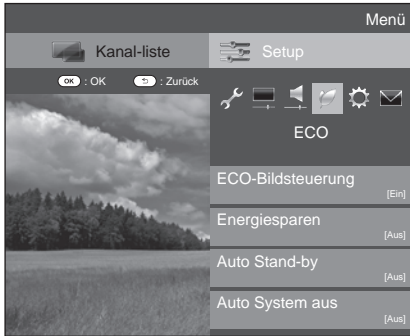 Menü
Kanal-liste
Setup
OK : OK
: Zurück
ECO
ECO-Bildsteuerung
[Ein]
Energiesparen
[Aus]
Auto Stand-by
[Aus]
Auto System aus
[Aus]